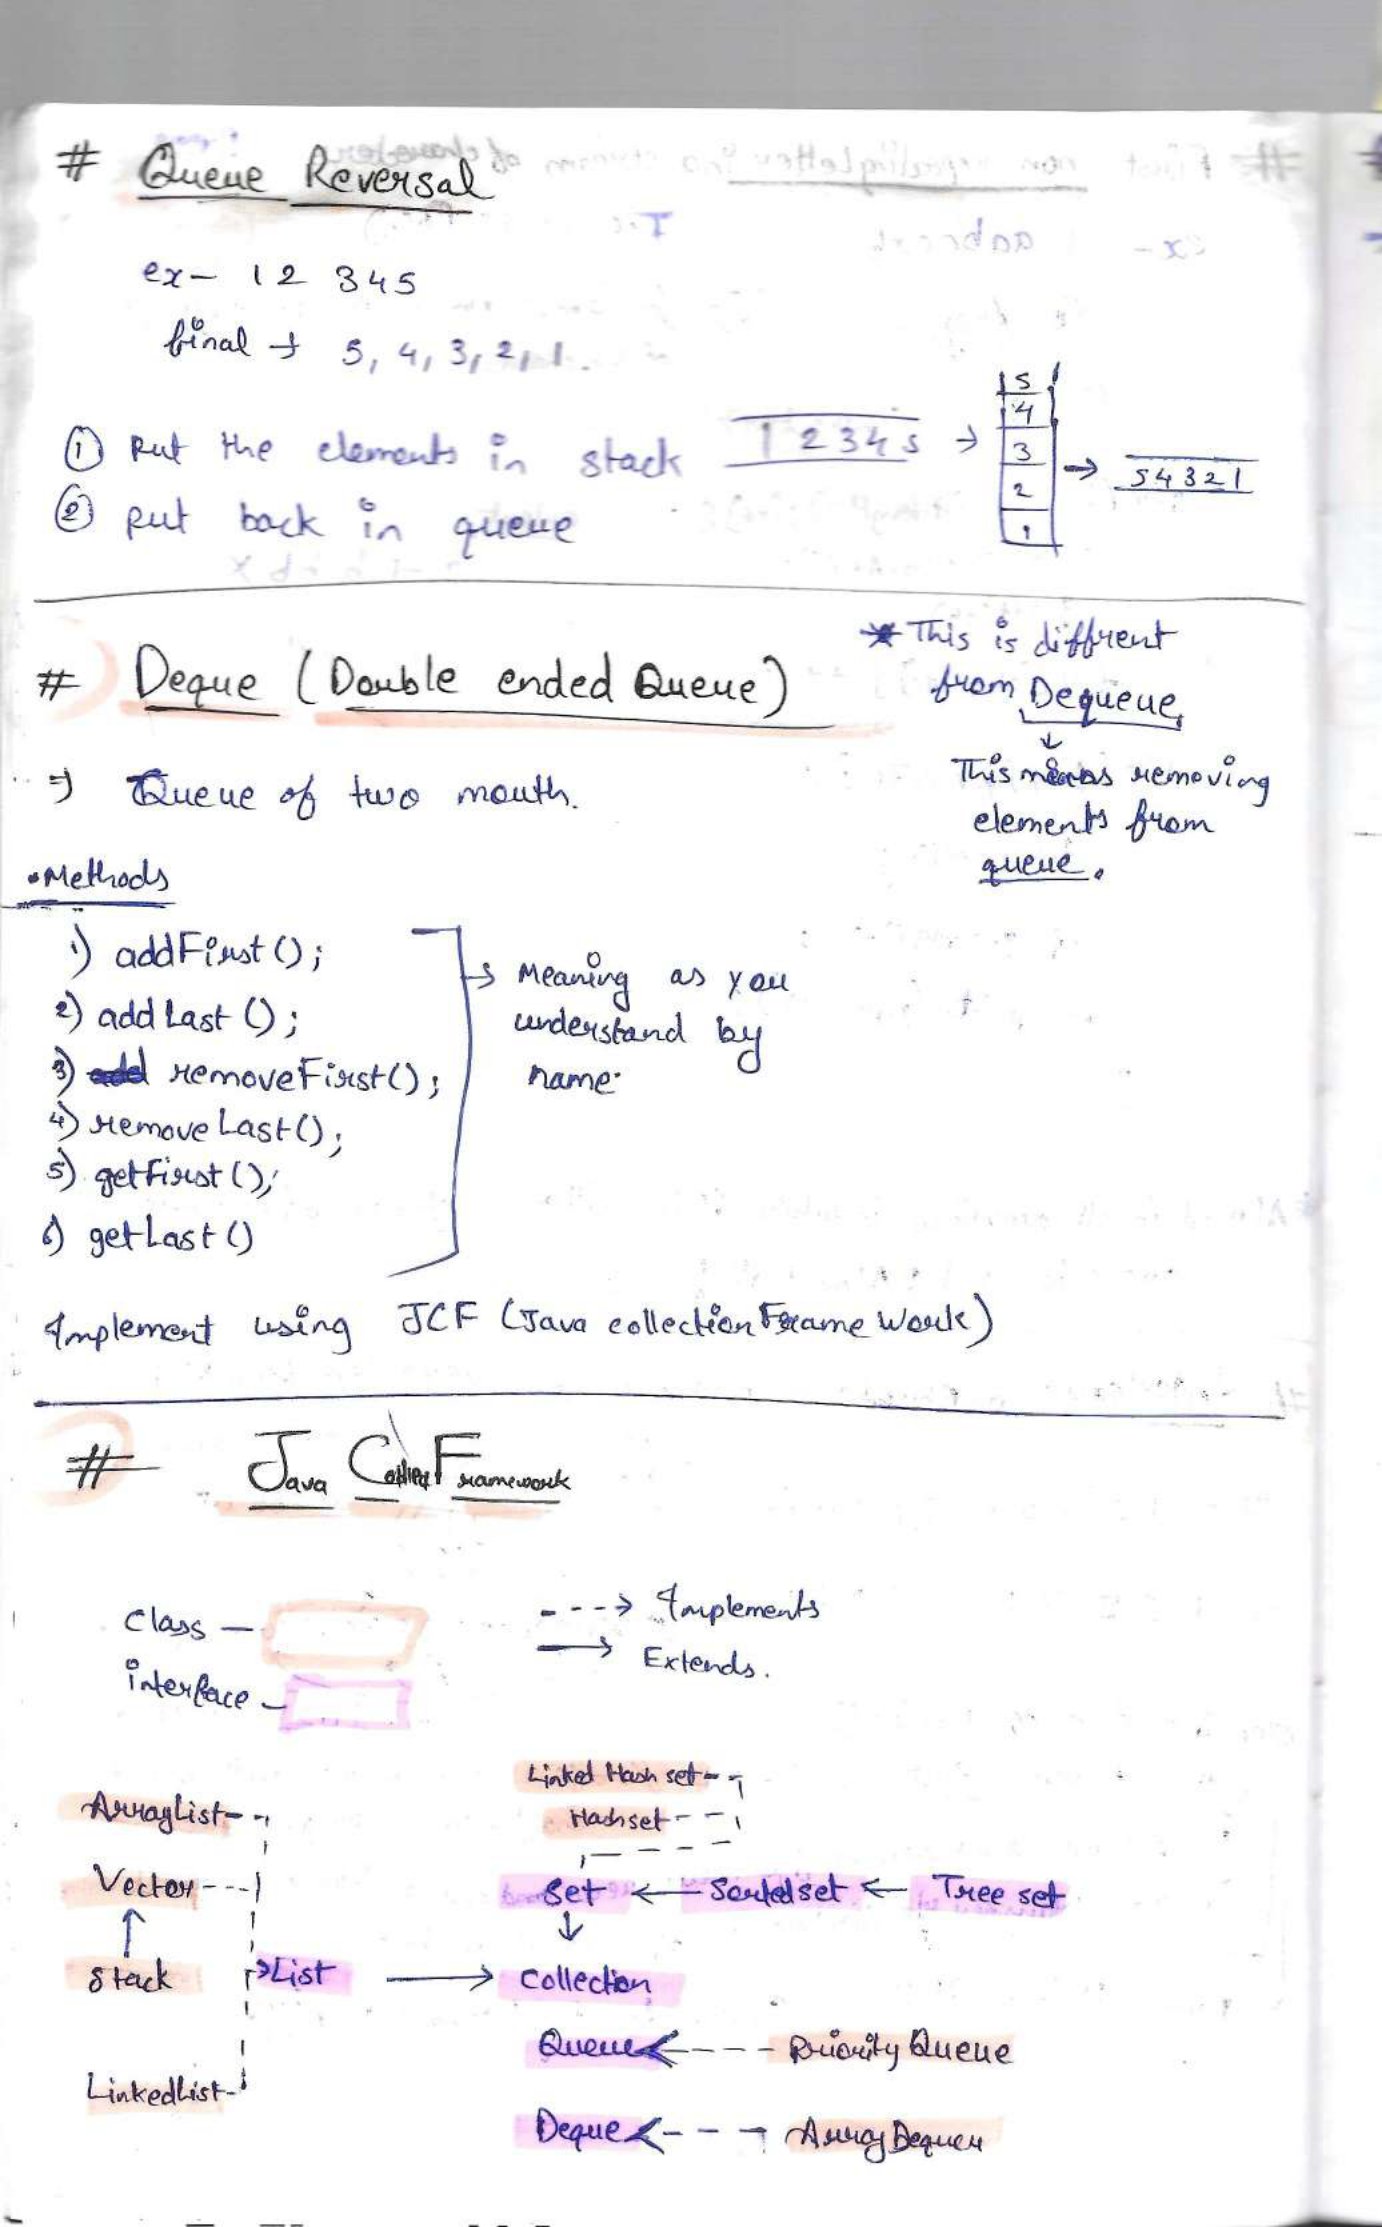 # Queue Reversal
ex- 1 2 3 4 5
final → 5, 4, 3, 2, 1.
① Put the elements in stack 1 2 3 4 5 → 5 4 3 2 1 → 5 4 3 2 1
② put back in queue
# Deque (Double ended Queue)
* This is diffrent
from Dequeue
↓
This means removing
elements from
queue.
⇒ Queue of two mouth.
• Methods
1) addFirst();
2) addLast();
3) removeFirst();
4) removeLast();
5) getFirst();
6) getLast()
→ Meaning as you
understand by
name.
Implement using JCF (Java collection Frame Work)
# Java Framework
Class —
interface —
- - - → Implements
→ Extends.
Linked Hash set
ArrayList
Hashset
Vector
Set ← Sorted set ← Tree set
↑
↓
Stack
List → Collection
Queue ← - - - Priority Queue
LinkedList
Deque ← - - -